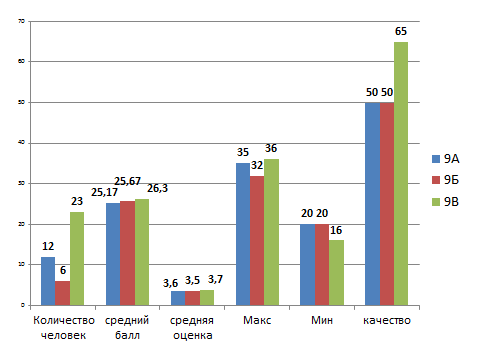 70
60
50
40
30
20
10
0
12
6
23
25,17
25,67
26,3
3,6
3,5
3,7
35
32
36
20
20
16
50
50
65
Количество человек
средний балл
средняя оценка
Макс
Мин
качество
9А
9Б
9В